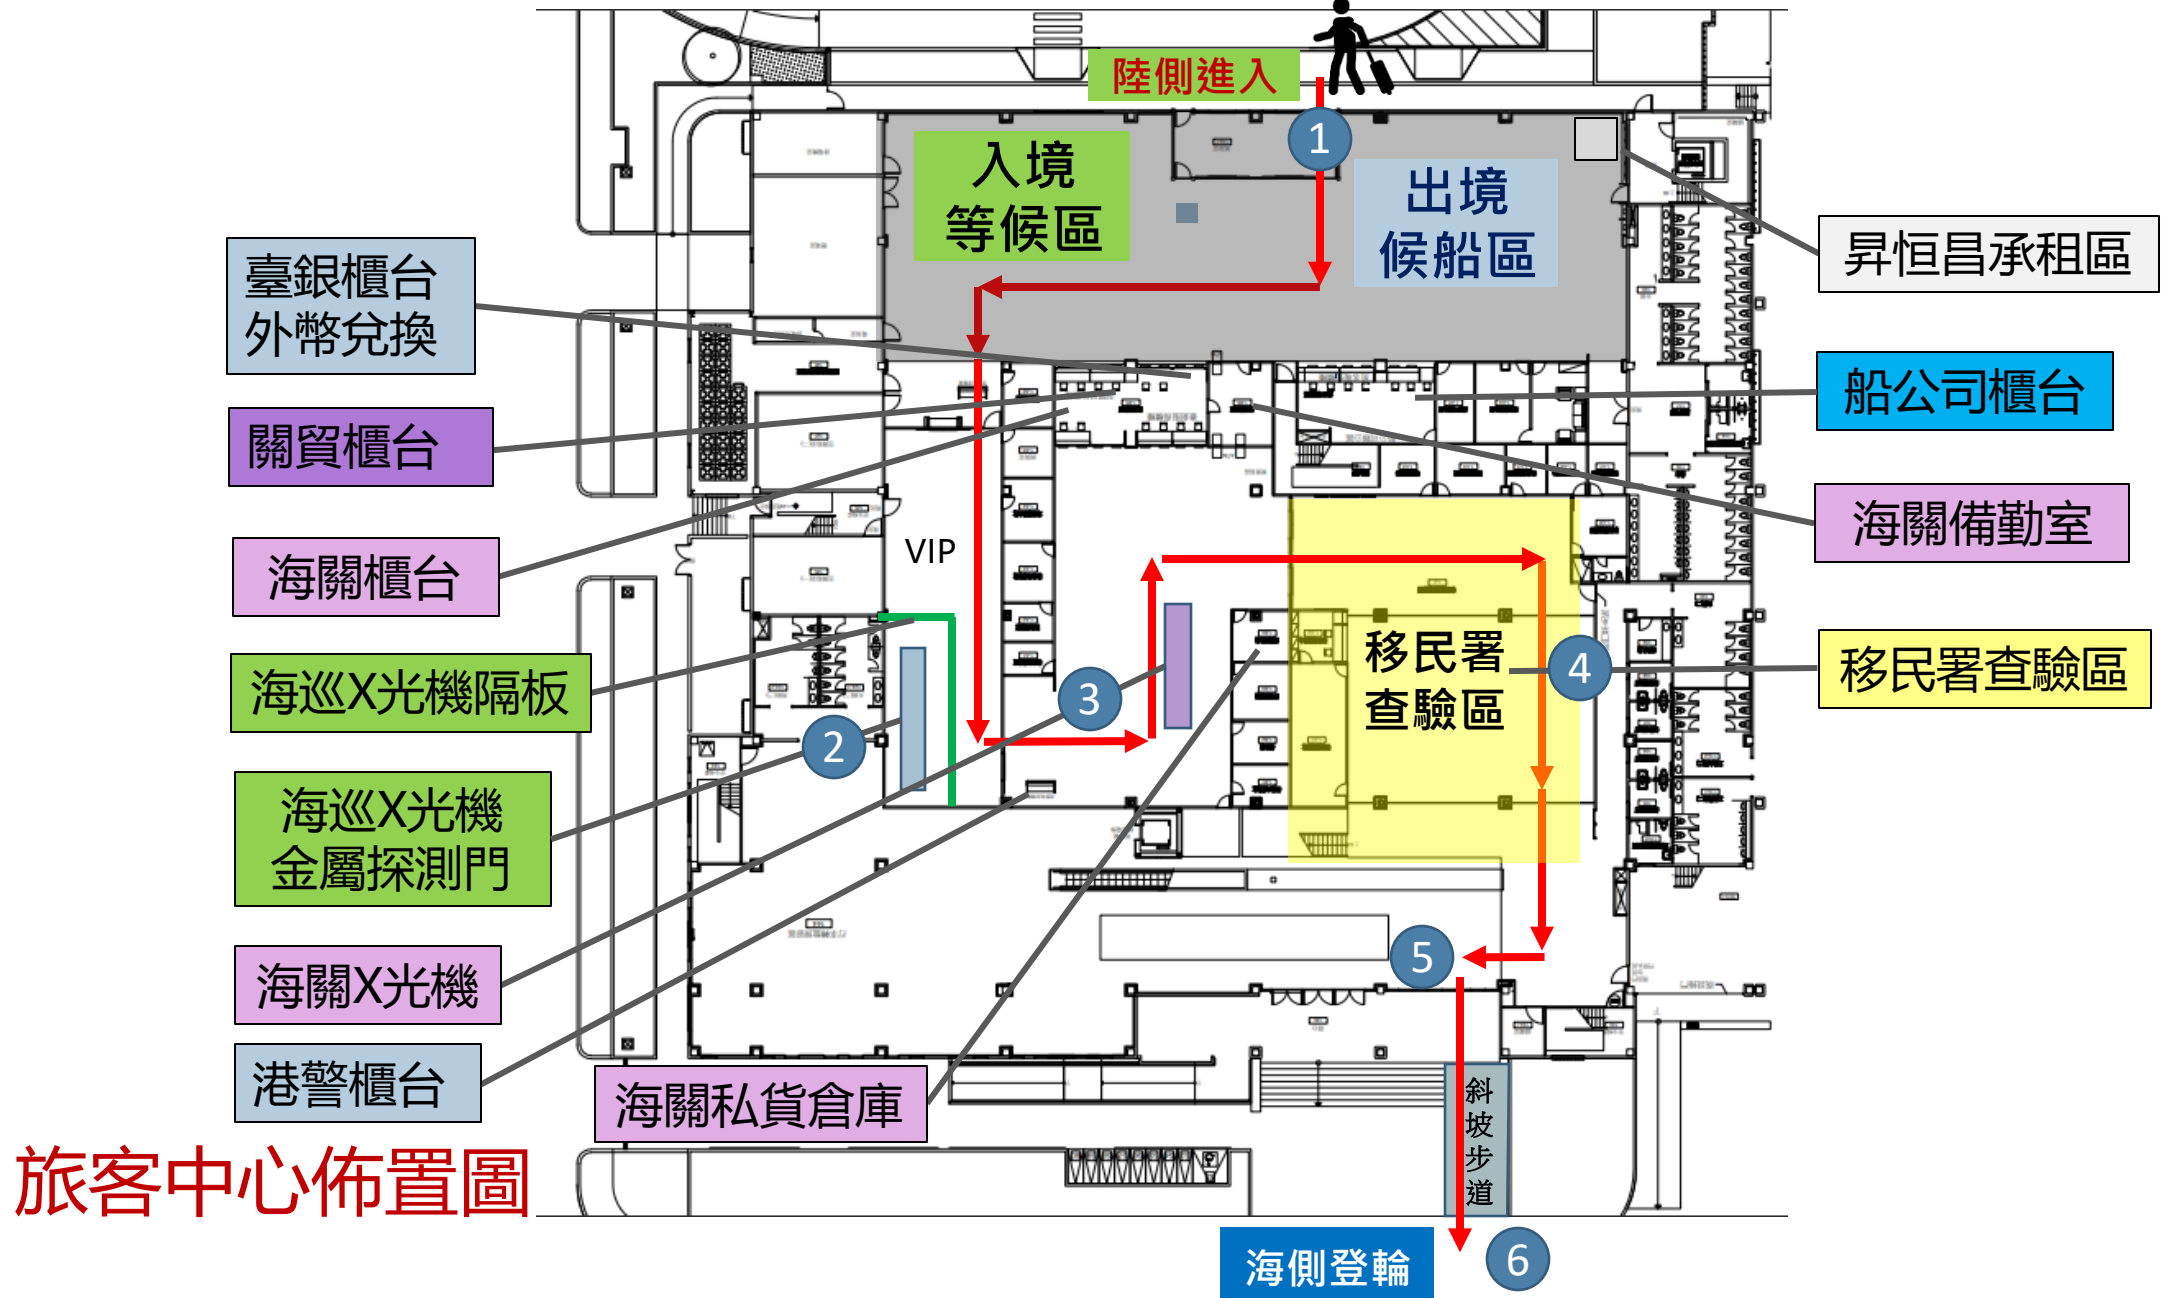 陸側進入
1
入境
等候區
出境
候船區
昇恒昌承租區
臺銀櫃台
外幣兌換
船公司櫃台
關貿櫃台
海關備勤室
海關櫃台
VIP
移民署
查驗區
4
移民署查驗區
海巡X光機隔板
3
2
海巡X光機
金屬探測門
海關X光機
5
港警櫃台
海關私貨倉庫
斜
坡
步
道
旅客中心佈置圖
海側登輪
6